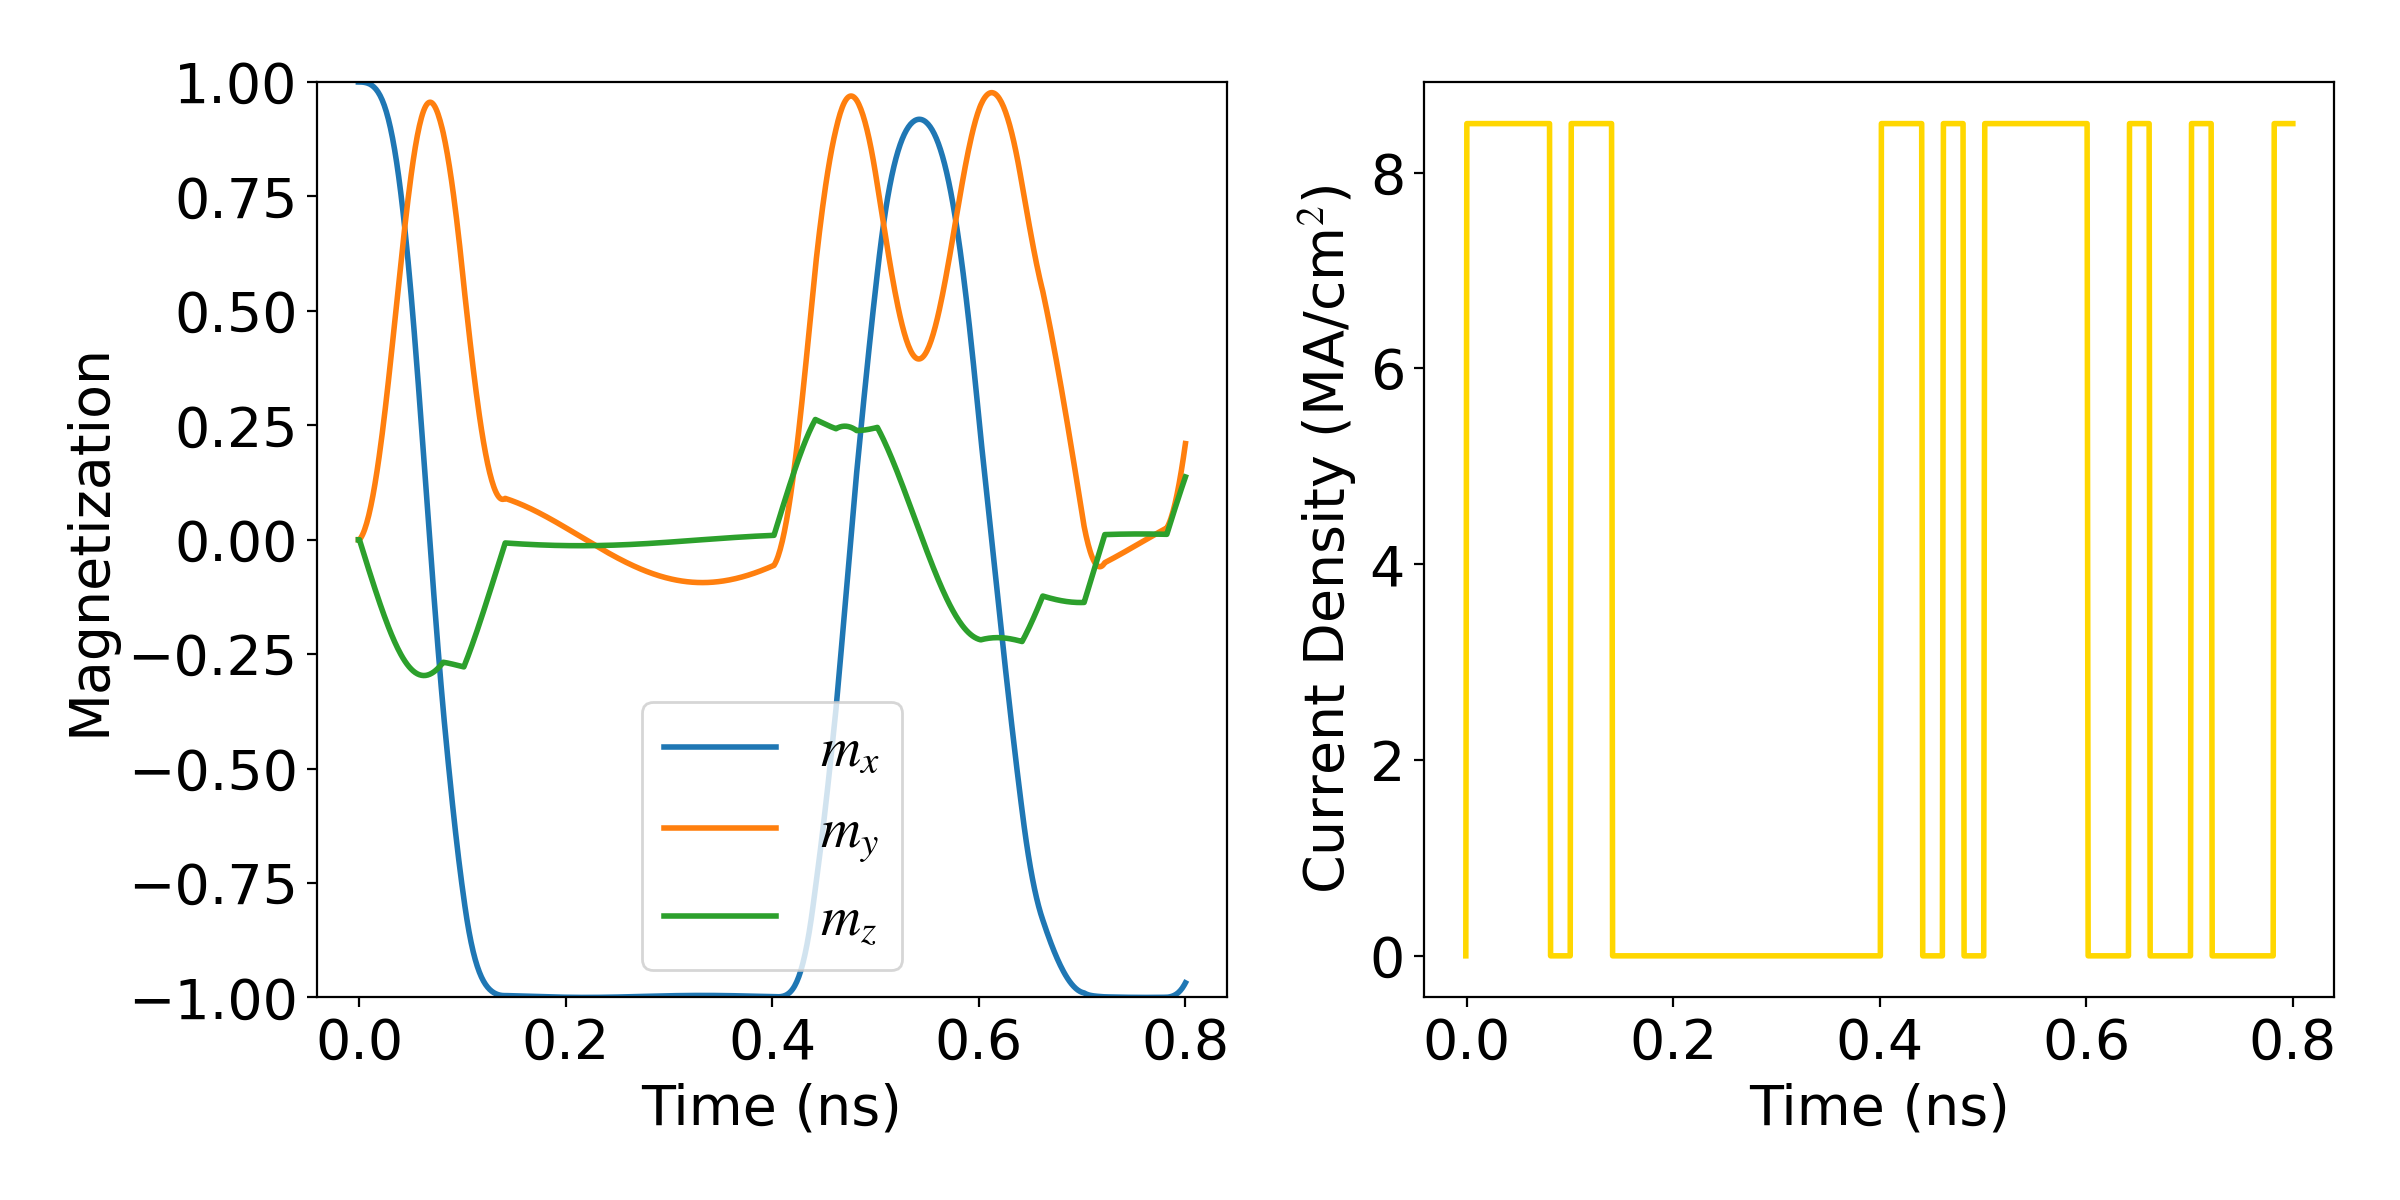 Magnetization
1.00
0.75
0.50
0.25
0.00
−0.25
−0.50
−0.75
−1.00
0.0 0.2 0.4 0.6 0.8
Time (ns)
m_x
m_y
m_z
Current Density (MA/cm²)
8
6
4
2
0
0.0 0.2 0.4 0.6 0.8
Time (ns)